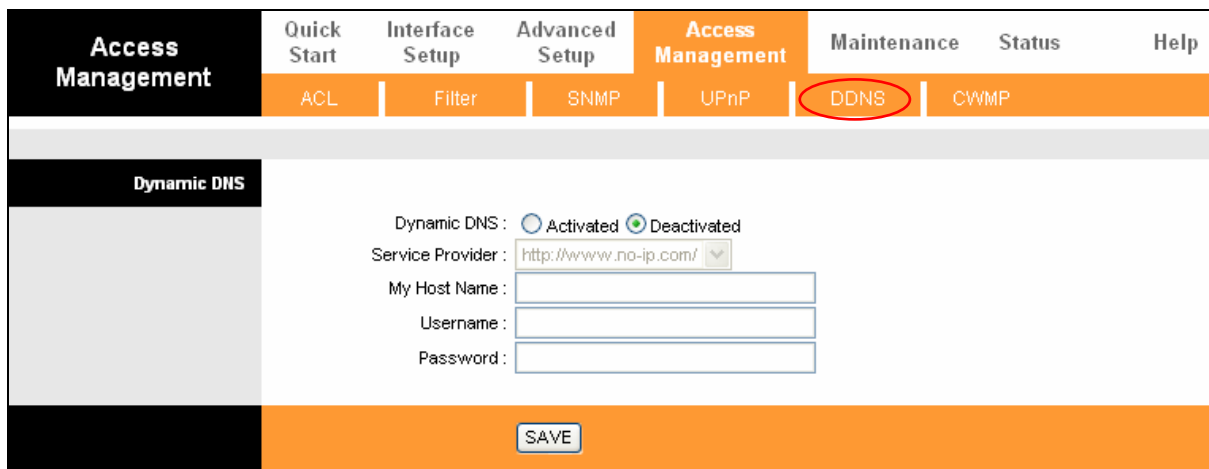 Access Management
Quick Start
Interface Setup
Advanced Setup
Access Management
Maintenance
Status
Help
ACL
Filter
SNMP
UPnP
DDNS
CWMP
Dynamic DNS
Dynamic DNS : Activated Deactivated
Service Provider : http://www.no-ip.com/
My Host Name :
Username :
Password :
SAVE